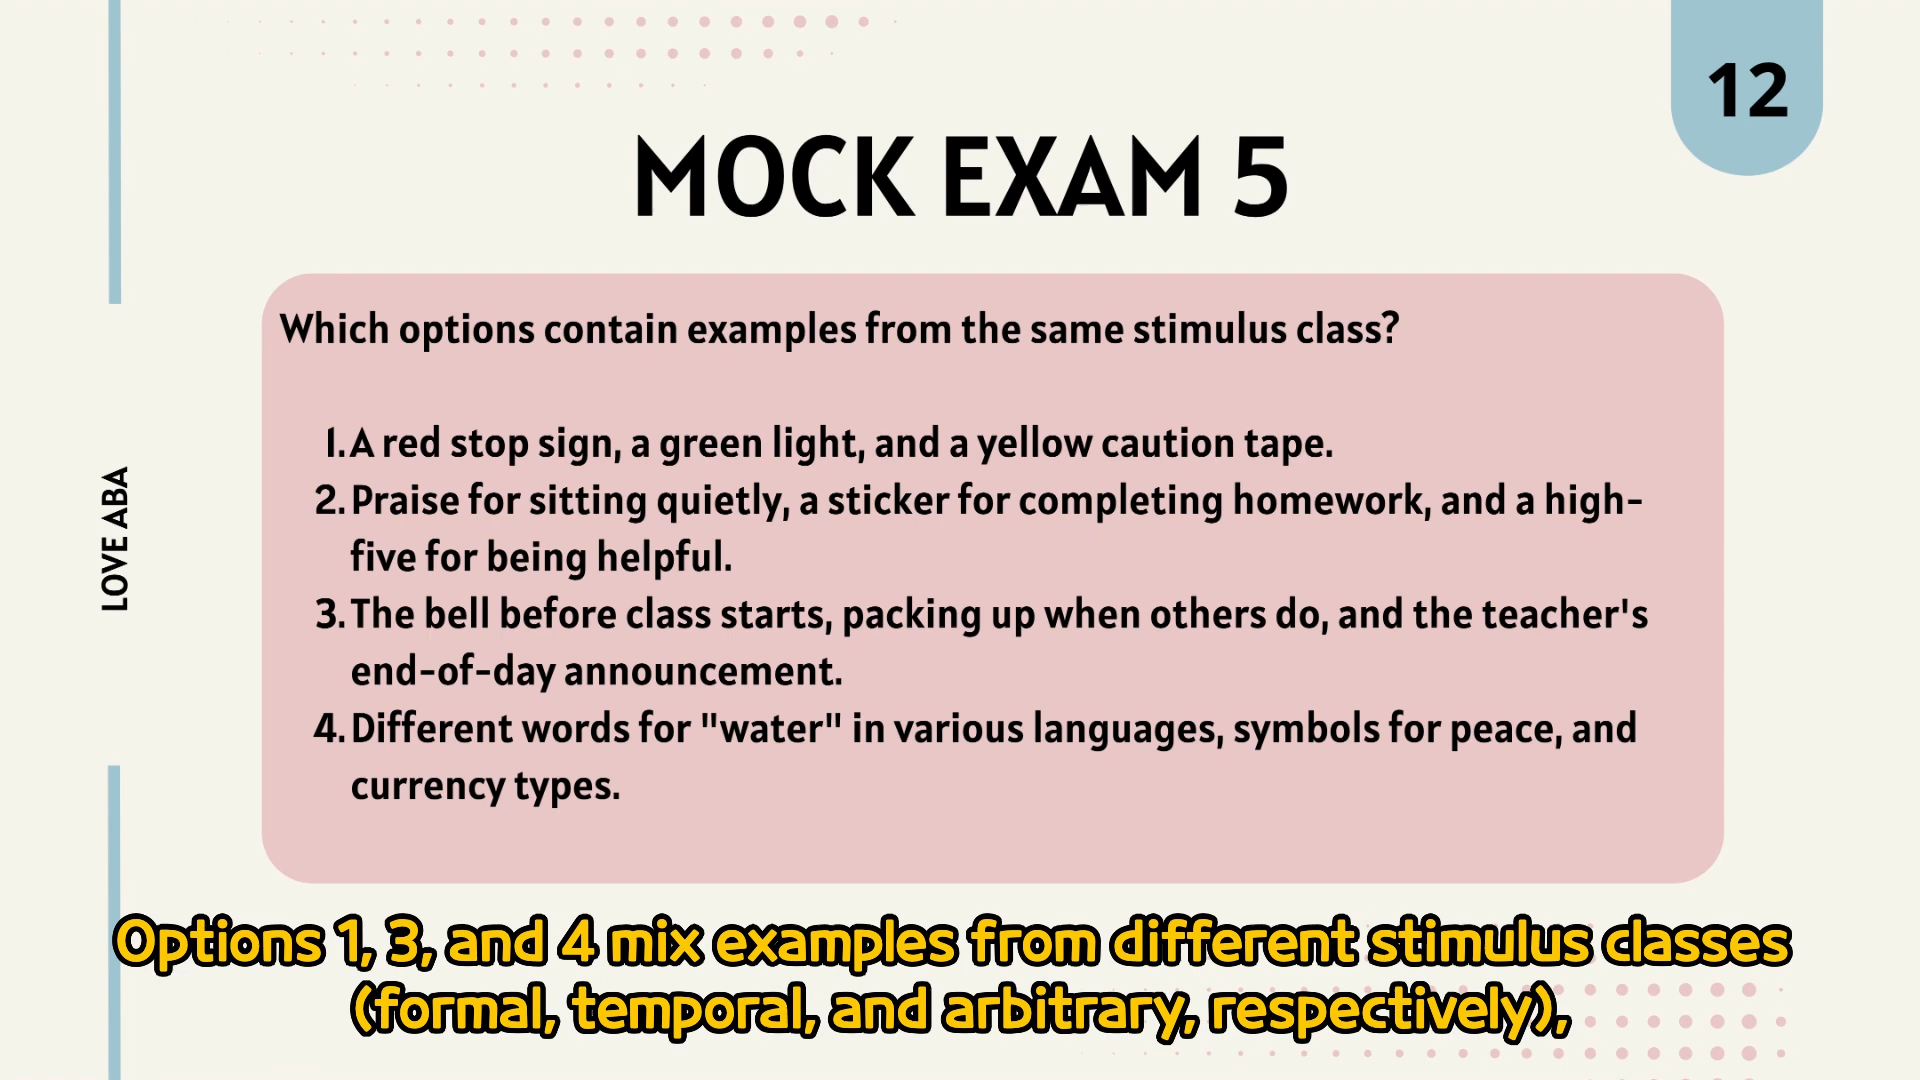 12
MOCK EXAM 5
Which options contain examples from the same stimulus class?
1. A red stop sign, a green light, and a yellow caution tape.
2. Praise for sitting quietly, a sticker for completing homework, and a high-
five for being helpful.
3. The bell before class starts, packing up when others do, and the teacher's
end-of-day announcement.
4. Different words for "water" in various languages, symbols for peace, and
currency types.
LOVE ABA
Options 1, 3, and 4 mix examples from different stimulus classes
(formal, temporal, and arbitrary, respectively),